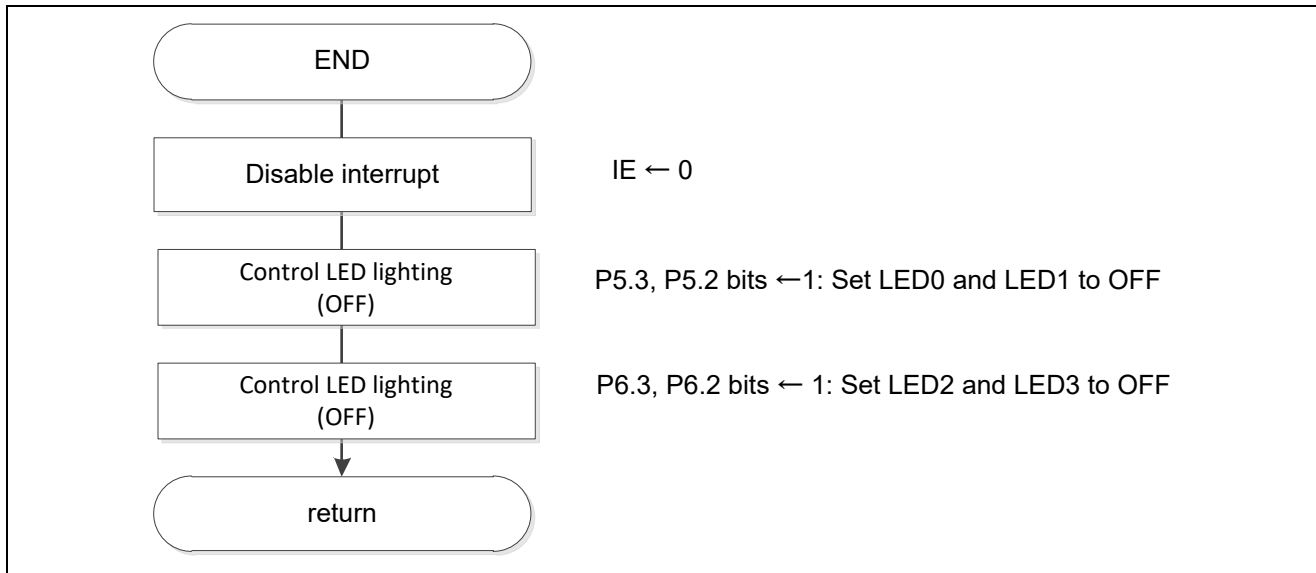 END
Disable interrupt
IE ← 0
Control LED lighting
(OFF)
P5.3, P5.2 bits ←1: Set LED0 and LED1 to OFF
Control LED lighting
(OFF)
P6.3, P6.2 bits ← 1: Set LED2 and LED3 to OFF
return